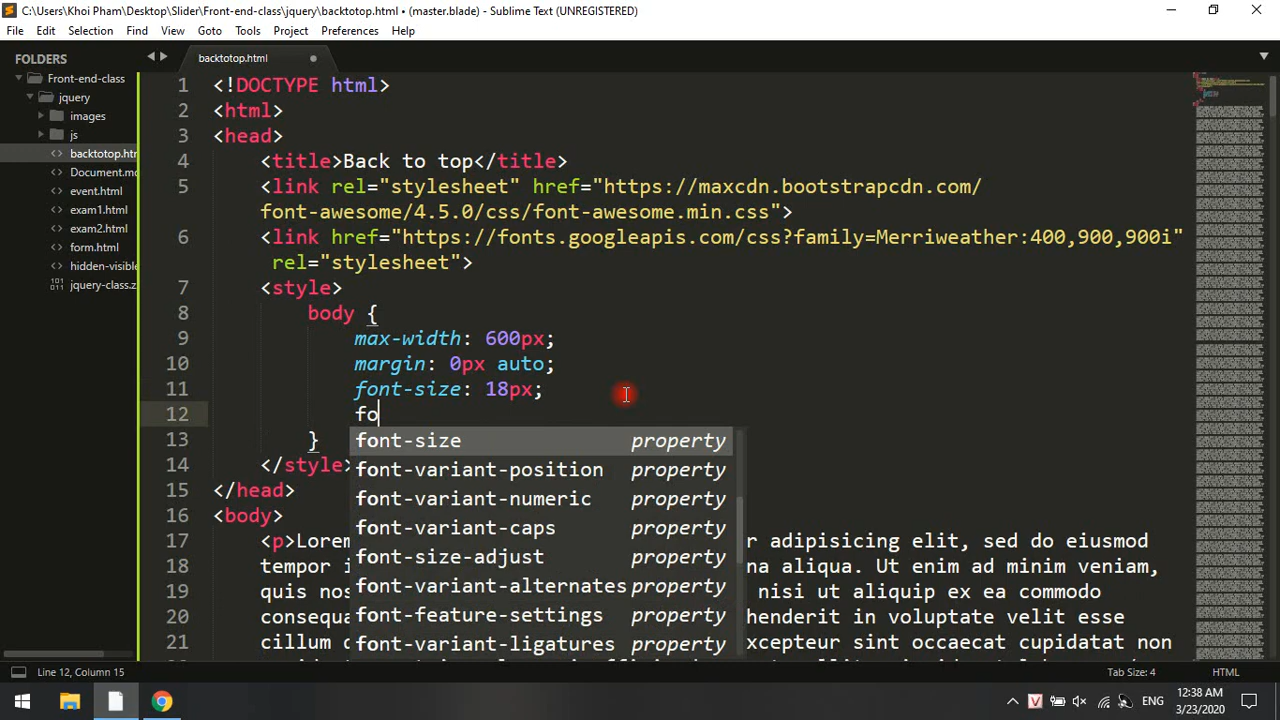 C:\Users\Khoi Pham\Desktop\Slider\Front-end-class\jquery\backtotop.html • (master.blade) - Sublime Text (UNREGISTERED)
File Edit Selection Find View Goto Tools Project Preferences Help
FOLDERS
Front-end-class
jquery
images
js
backtotop.htm
Document.mc
event.html
exam1.html
exam2.html
form.html
hidden-visible
jquery-class.z
backtotop.html
1 <!DOCTYPE html>
2 <html>
3 <head>
4 <title>Back to top</title>
5 <link rel="stylesheet" href="https://maxcdn.bootstrapcdn.com/
font-awesome/4.5.0/css/font-awesome.min.css">
6 <link href="https://fonts.googleapis.com/css?family=Merriweather:400,900,900i"
rel="stylesheet">
7 <style>
8 body {
9 max-width: 600px;
10 margin: 0px auto;
11 font-size: 18px;
12 fo
13 }
14 </style>
15 </head>
16 <body>
17 <p>Lorem
18 tempor i
19 quis nos
20 consequa
21 cillum d
font-size property
font-variant-position property
font-variant-numeric property
font-variant-caps property
font-size-adjust property
font-variant-alternates property
font-feature-settings property
font-variant-ligatures property
r adipisicing elit, sed do eiusmod
na aliqua. Ut enim ad minim veniam,
nisi ut aliquip ex ea commodo
henderit in voluptate velit esse
xcepteur sint occaecat cupidatat non
Line 12, Column 15
Tab Size: 4
HTML
ENG
12:38 AM
3/23/2020